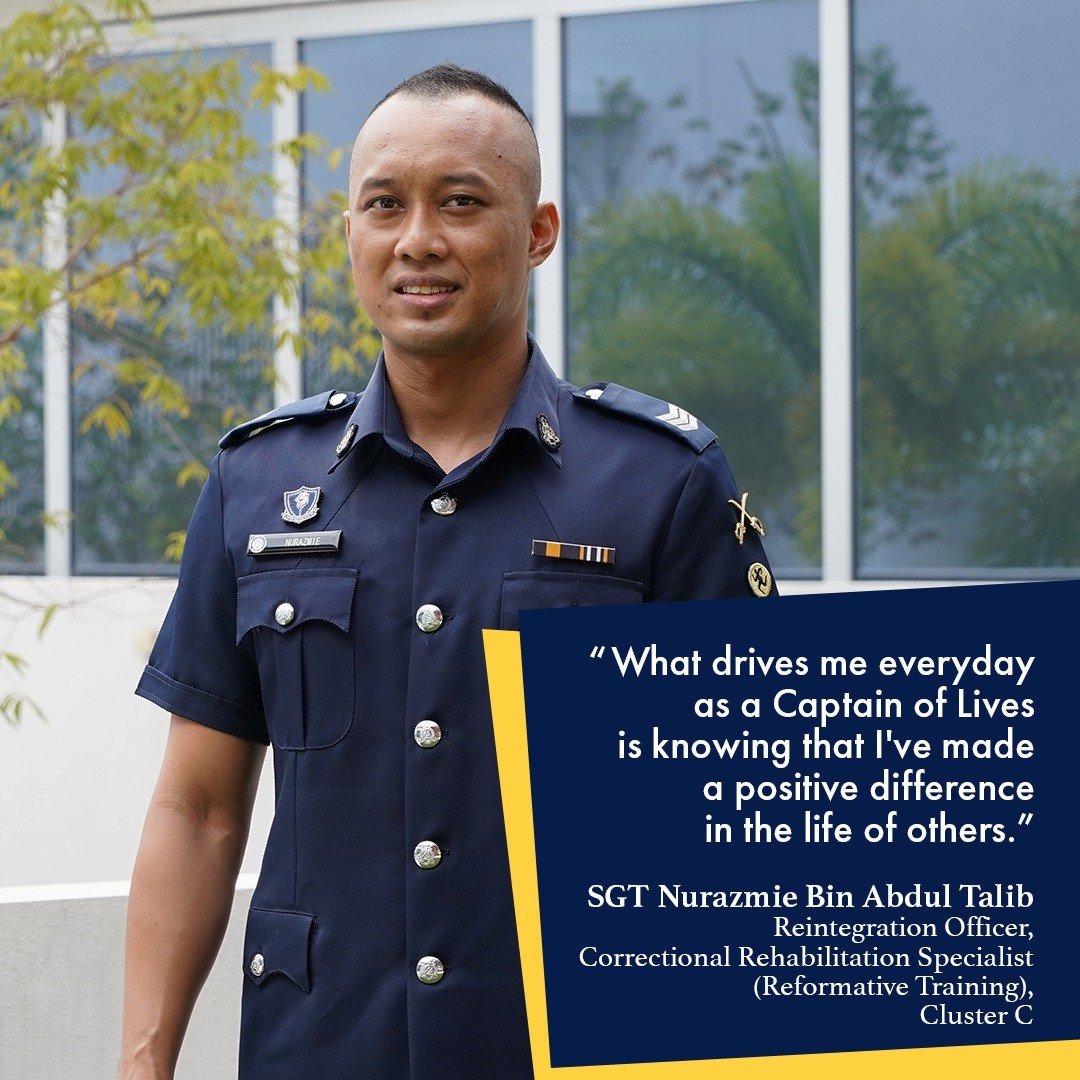 NURAZMIE
“What drives me everyday
as a Captain of Lives
is knowing that I've made
a positive difference
in the life of others.”
SGT Nurazmie Bin Abdul Talib
Reintegration Officer,
Correctional Rehabilitation Specialist
(Reformative Training),
Cluster C